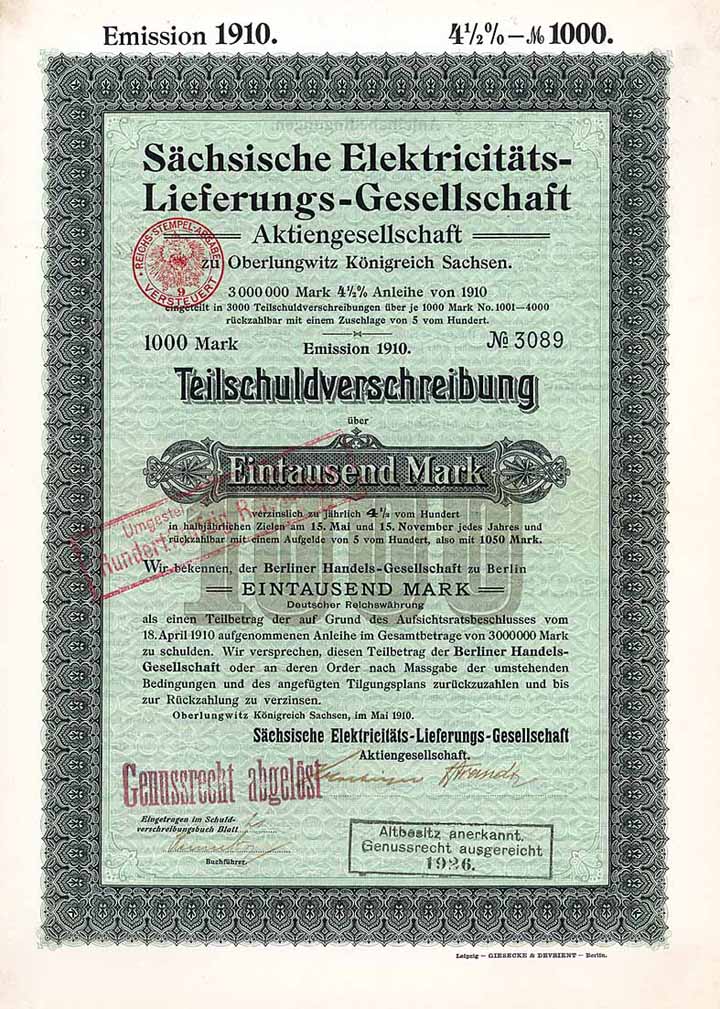 Emission 1910. 4½% – № 1000.
Sächsische Elektricitäts-
Lieferungs-Gesellschaft
Aktiengesellschaft
zu Oberlungwitz Königreich Sachsen.
REICHS-STEMPEL-ABGABE
9
VERSTEUERT
3 000 000 Mark 4½% Anleihe von 1910
eingeteilt in 3000 Teilschuldverschreibungen über je 1000 Mark No. 1001–4000
rückzahlbar mit einem Zuschlage von 5 vom Hundert.
1000 Mark Emission 1910. № 3089
Teilschuldverschreibung
über
Eintausend Mark
1000
verzinslich zu jährlich 4½ vom Hundert
in halbjährlichen Zielen am 15. Mai und 15. November jedes Jahres und
rückzahlbar mit einem Aufgelde von 5 vom Hundert, also mit 1050 Mark.
Wir bekennen, der Berliner Handels-Gesellschaft zu Berlin
EINTAUSEND MARK
Deutscher Reichswährung
als einen Teilbetrag der auf Grund des Aufsichtsratsbeschlusses vom
18. April 1910 aufgenommenen Anleihe im Gesamtbetrage von 3000000 Mark
zu schulden. Wir versprechen, diesen Teilbetrag der Berliner Handels-
Gesellschaft oder an deren Order nach Massgabe der umstehenden
Bedingungen und des angefügten Tilgungsplans zurückzuzahlen und bis
zur Rückzahlung zu verzinsen.
Oberlungwitz Königreich Sachsen, im Mai 1910.
Sächsische Elektricitäts-Lieferungs-Gesellschaft
Aktiengesellschaft.
Genussrecht abgelöst
Eingetragen im Schuld-
verschreibungsbuch Blatt
Buchführer.
Altbesitz anerkannt.
Genussrecht ausgereicht
1926.
Leipzig – GIESECKE & DEVRIENT – Berlin.